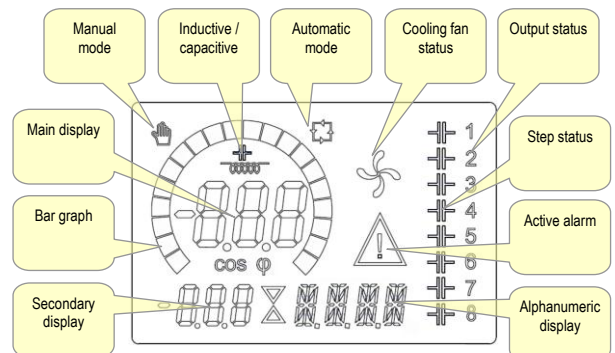 Manual
mode
Inductive /
capacitive
Automatic
mode
Cooling fan
status
Output status
Main display
Bar graph
Secondary
display
Step status
Active alarm
Alphanumeric
display
cos φ
1
2
3
4
5
6
7
8